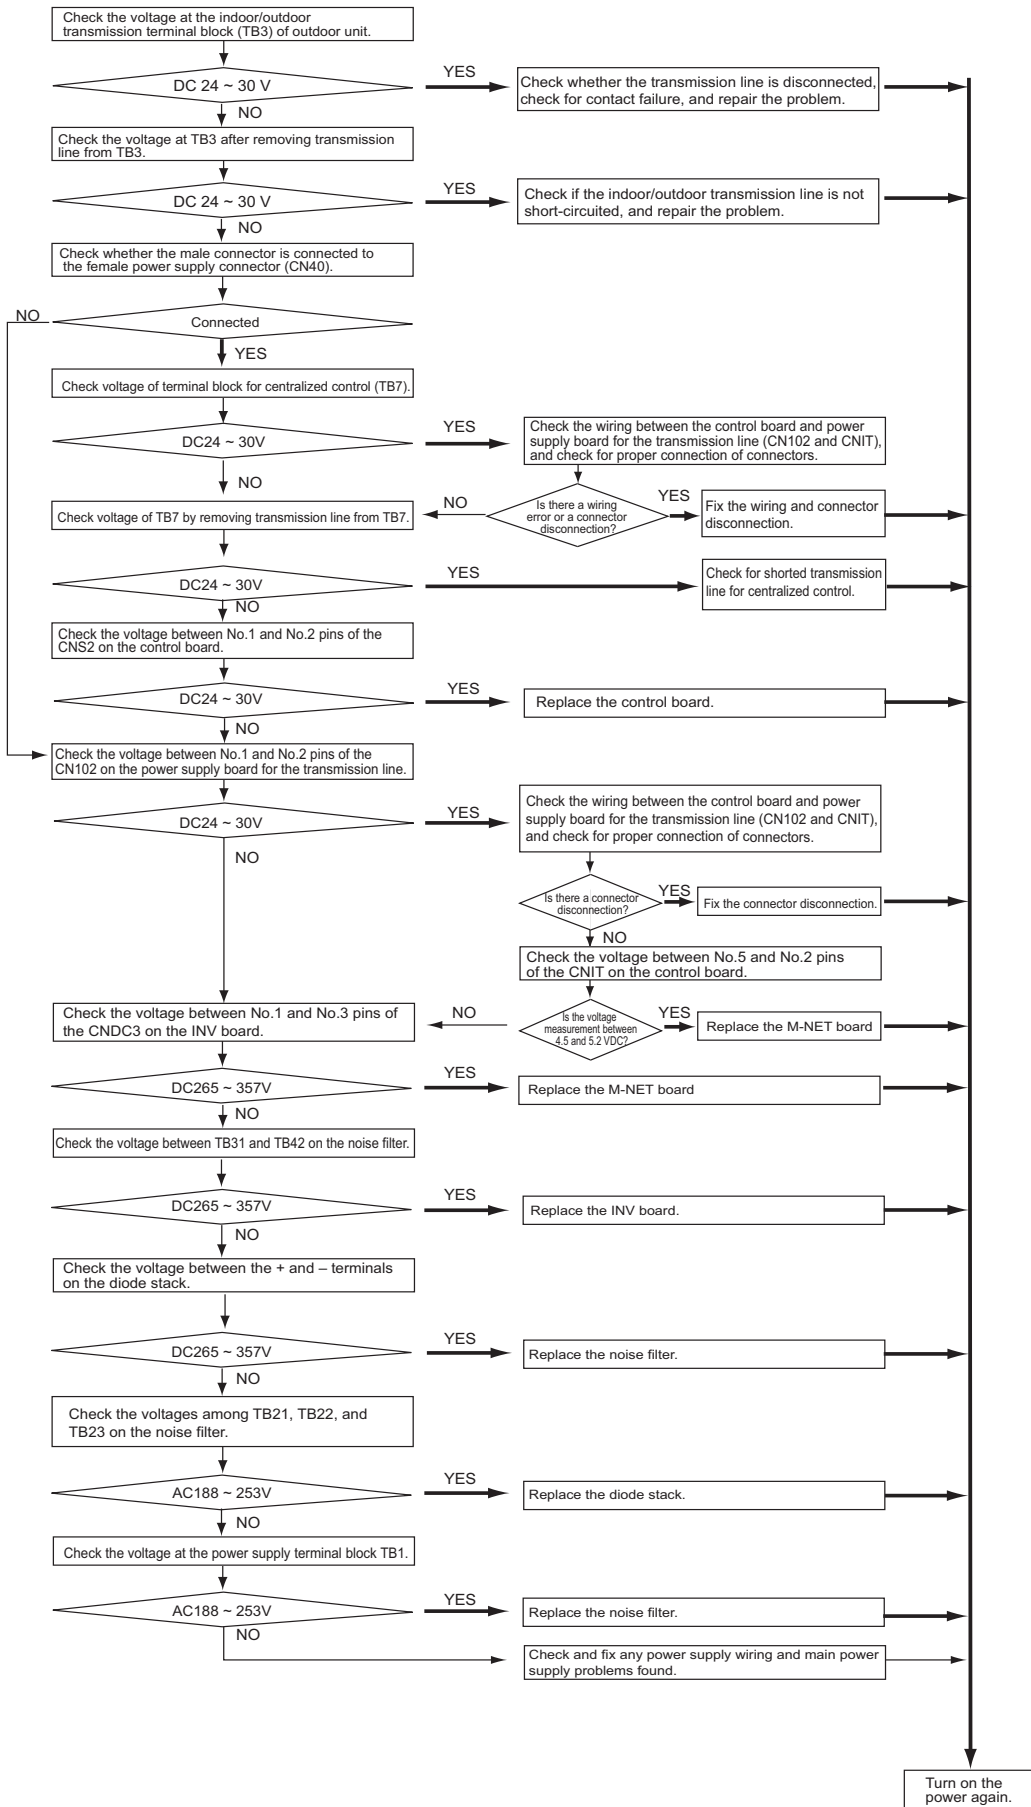 Check the voltage at the indoor/outdoor
transmission terminal block (TB3) of outdoor unit.
DC 24 ~ 30 V
YES
Check whether the transmission line is disconnected,
check for contact failure, and repair the problem.
NO
Check the voltage at TB3 after removing transmission
line from TB3.
DC 24 ~ 30 V
YES
Check if the indoor/outdoor transmission line is not
short-circuited, and repair the problem.
NO
Check whether the male connector is connected to
the female power supply connector (CN40).
NO
Connected
YES
Check voltage of terminal block for centralized control (TB7).
DC24 ~ 30V
YES
Check the wiring between the control board and power
supply board for the transmission line (CN102 and CNIT),
and check for proper connection of connectors.
NO
Check voltage of TB7 by removing transmission line from TB7.
NO
Is there a wiring
error or a connector
disconnection?
YES
Fix the wiring and connector
disconnection.
DC24 ~ 30V
YES
Check for shorted transmission
line for centralized control.
NO
Check the voltage between No.1 and No.2 pins of the
CNS2 on the control board.
DC24 ~ 30V
YES
Replace the control board.
NO
Check the voltage between No.1 and No.2 pins of the
CN102 on the power supply board for the transmission line.
DC24 ~ 30V
YES
Check the wiring between the control board and power
supply board for the transmission line (CN102 and CNIT),
and check for proper connection of connectors.
NO
Is there a connector
disconnection?
YES
Fix the connector disconnection.
NO
Check the voltage between No.5 and No.2 pins
of the CNIT on the control board.
Check the voltage between No.1 and No.3 pins of
the CNDC3 on the INV board.
NO
Is the voltage
measurement between
4.5 and 5.2 VDC?
YES
Replace the M-NET board
DC265 ~ 357V
YES
Replace the M-NET board
NO
Check the voltage between TB31 and TB42 on the noise filter.
DC265 ~ 357V
YES
Replace the INV board.
NO
Check the voltage between the + and – terminals
on the diode stack.
DC265 ~ 357V
YES
Replace the noise filter.
NO
Check the voltages among TB21, TB22, and
TB23 on the noise filter.
AC188 ~ 253V
YES
Replace the diode stack.
NO
Check the voltage at the power supply terminal block TB1.
AC188 ~ 253V
YES
Replace the noise filter.
NO
Check and fix any power supply wiring and main power
supply problems found.
Turn on the
power again.